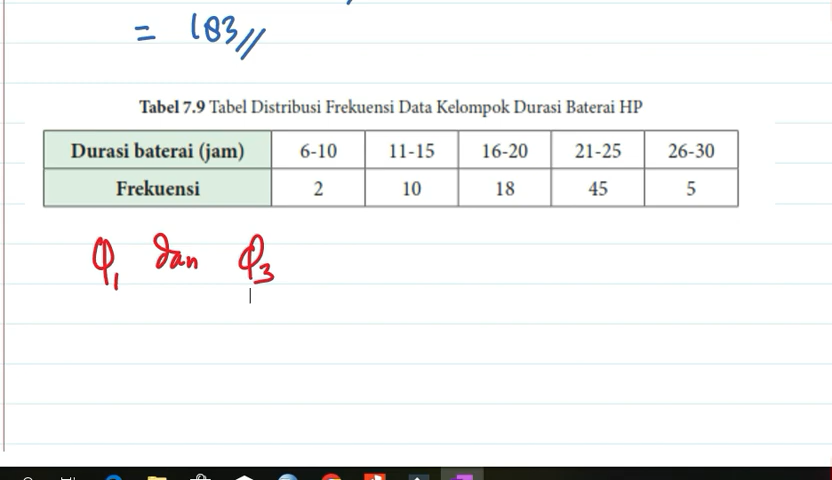 = 183//
Tabel 7.9 Tabel Distribusi Frekuensi Data Kelompok Durasi Baterai HP
Durasi baterai (jam) 6-10 11-15 16-20 21-25 26-30
Frekuensi 2 10 18 45 5
Q₁ dan Q₃